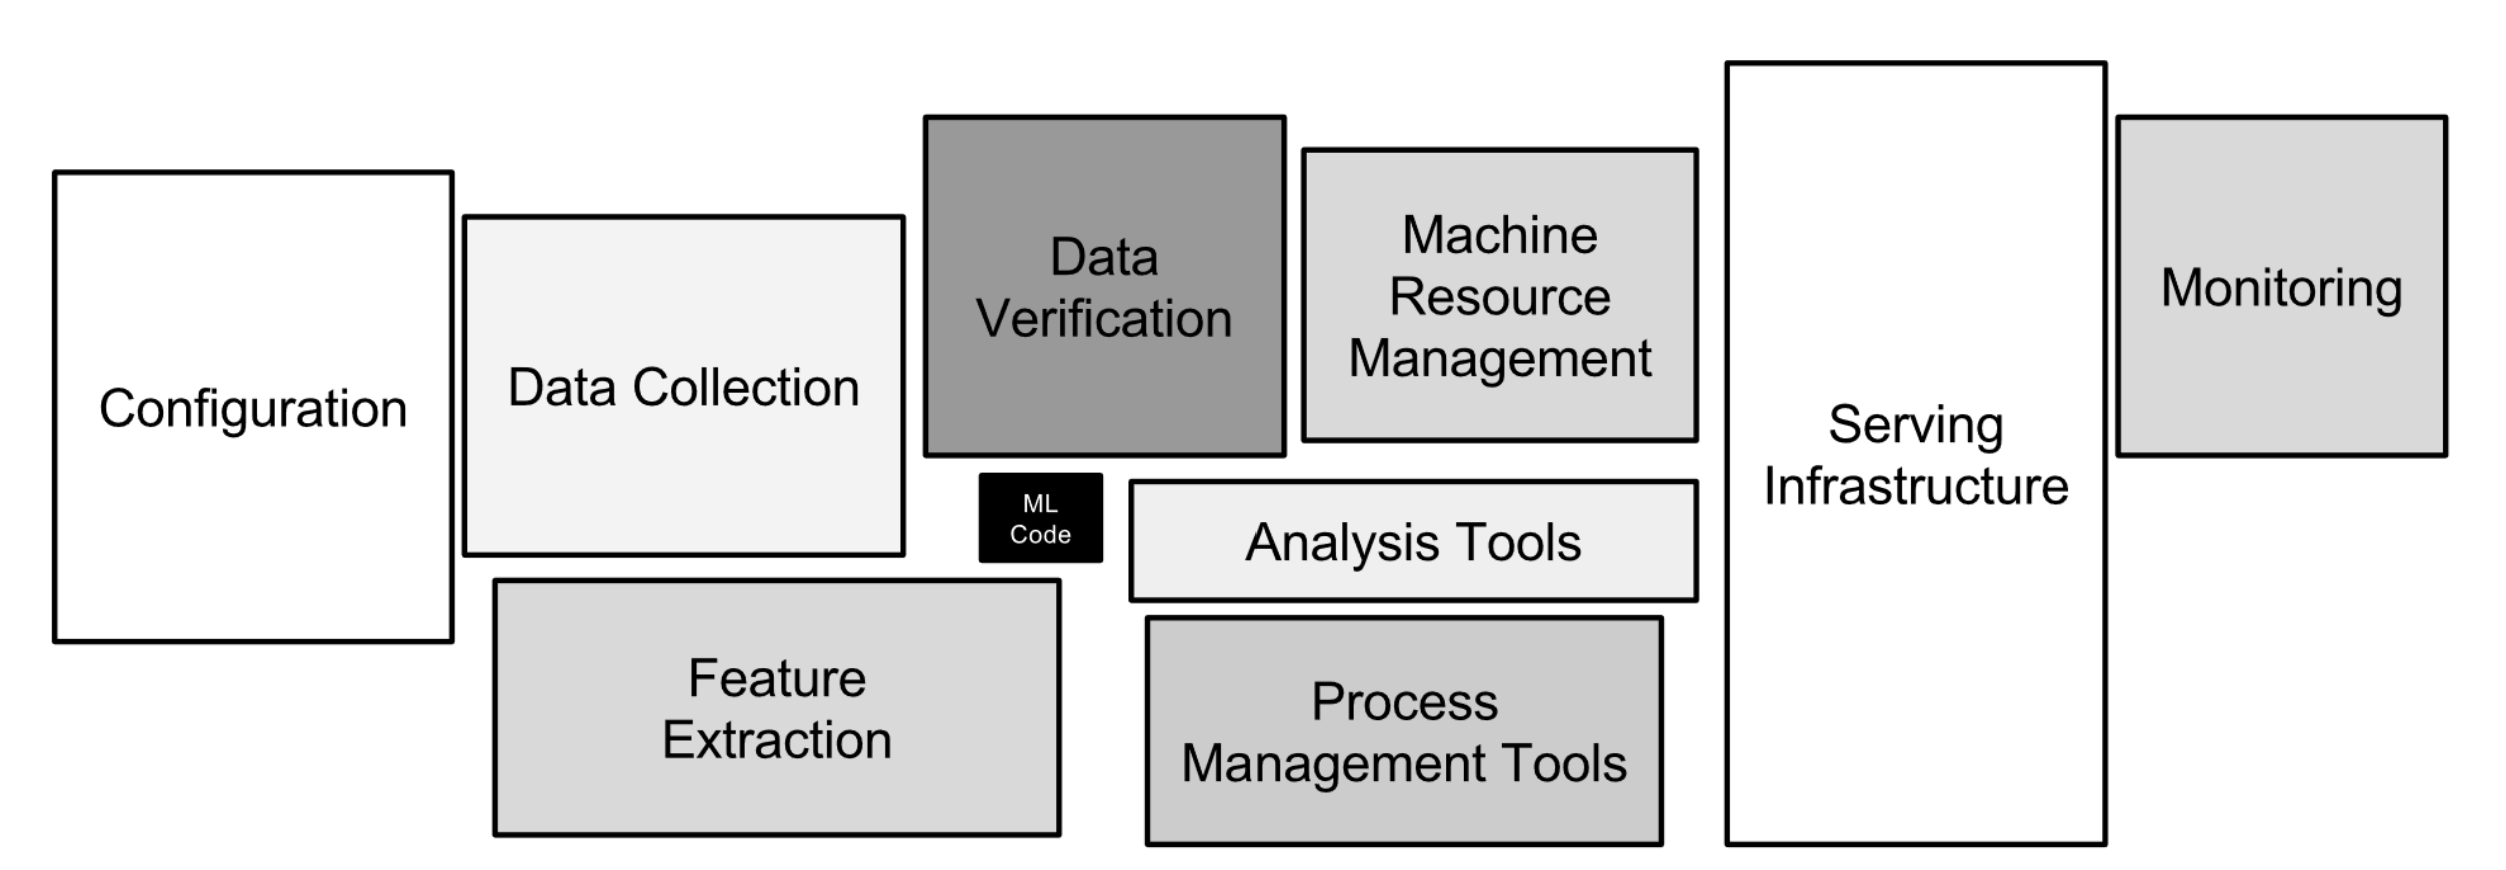 Configuration
Data Collection
Feature
Extraction
Data
Verification
ML
Code
Machine
Resource
Management
Analysis Tools
Process
Management Tools
Serving
Infrastructure
Monitoring